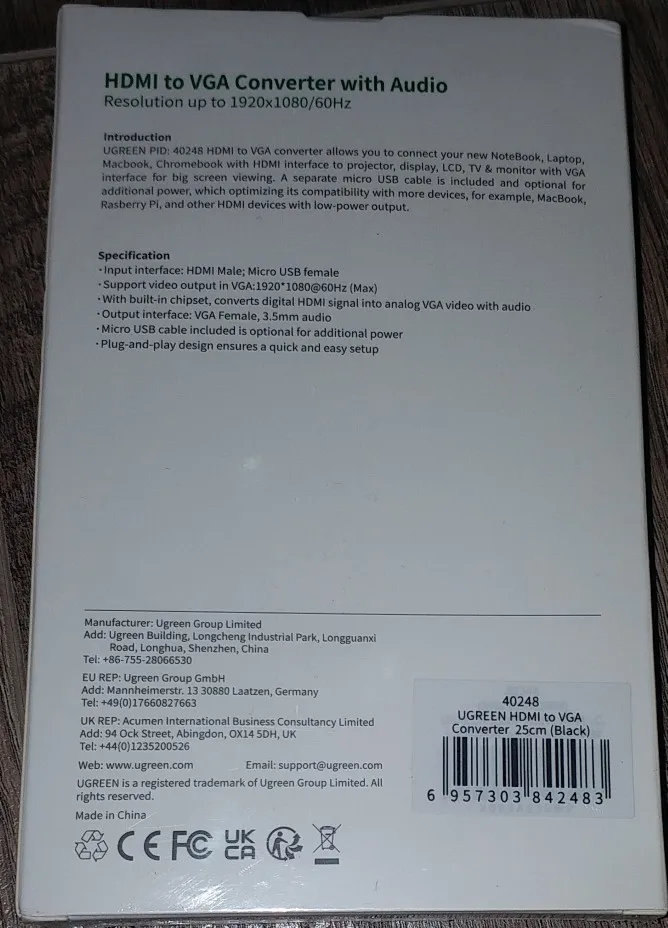 HDMI to VGA Converter with Audio
Resolution up to 1920x1080/60Hz
Introduction
UGREEN PID: 40248 HDMI to VGA converter allows you to connect your new NoteBook, Laptop,
Macbook, Chromebook with HDMI interface to projector, display, LCD, TV & monitor with VGA
interface for big screen viewing. A separate micro USB cable is included and optional for
additional power, which optimizing its compatibility with more devices, for example, MacBook,
Rasberry Pi, and other HDMI devices with low-power output.
Specification
·Input interface: HDMI Male; Micro USB female
·Support video output in VGA:1920*1080@60Hz (Max)
·With built-in chipset, converts digital HDMI signal into analog VGA video with audio
·Output interface: VGA Female, 3.5mm audio
·Micro USB cable included is optional for additional power
·Plug-and-play design ensures a quick and easy setup
Manufacturer: Ugreen Group Limited
Add: Ugreen Building, Longcheng Industrial Park, Longguanxi
Road, Longhua, Shenzhen, China
Tel: +86-755-28066530
EU REP: Ugreen Group GmbH
Add: Mannheimerstr. 13 30880 Laatzen, Germany
Tel: +49(0)17660827663
UK REP: Acumen International Business Consultancy Limited
Add: 94 Ock Street, Abingdon, OX14 5DH, UK
Tel: +44(0)1235200526
Web: www.ugreen.com Email: support@ugreen.com
UGREEN is a registered trademark of Ugreen Group Limited. All
rights reserved.
Made in China
CE FC UK
CA
40248
UGREEN HDMI to VGA
Converter 25cm (Black)
6 957303 842483